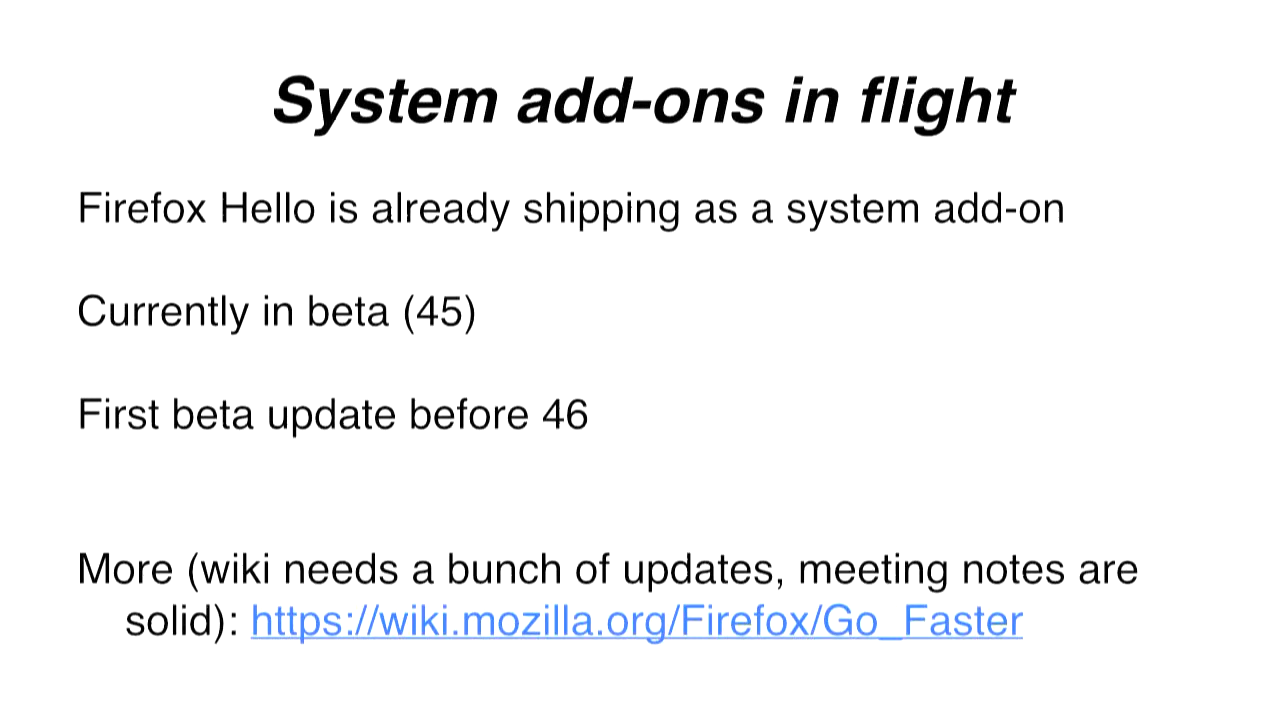 System add-ons in flight
Firefox Hello is already shipping as a system add-on
Currently in beta (45)
First beta update before 46
More (wiki needs a bunch of updates, meeting notes are
solid): https://wiki.mozilla.org/Firefox/Go_Faster